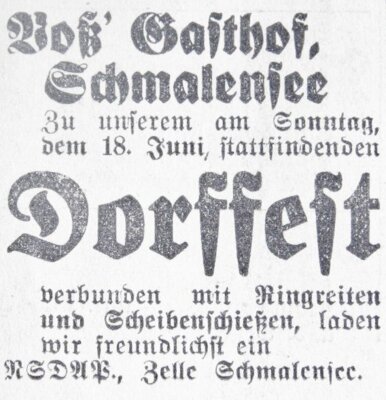 Voß' Gasthof,
Schmalensee
Zu unserem am Sonntag,
dem 18. Juni, stattfindenden
Dorffest
verbunden mit Ringreiten
und Scheibenschießen, laden
wir freundlichst ein
NSDAP., Zelle Schmalensee.